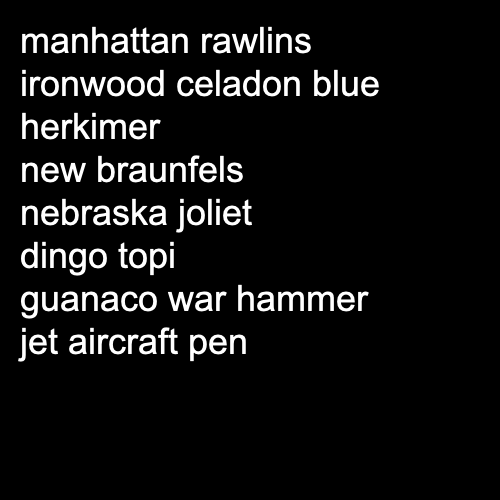 manhattan rawlins
ironwood celadon blue
herkimer
new braunfels
nebraska joliet
dingo topi
guanaco war hammer
jet aircraft pen